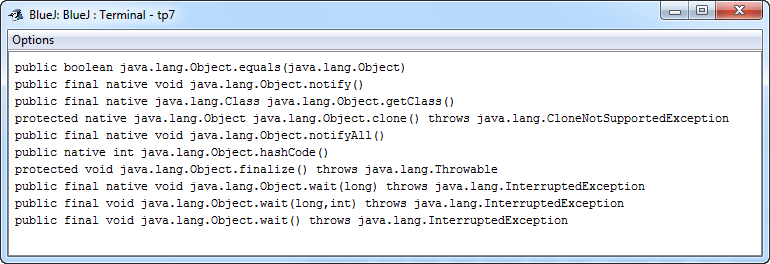 BlueJ: BlueJ : Terminal - tp7
Options
public boolean java.lang.Object.equals(java.lang.Object)
public final native void java.lang.Object.notify()
public final native java.lang.Class java.lang.Object.getClass()
protected native java.lang.Object java.lang.Object.clone() throws java.lang.CloneNotSupportedException
public final native void java.lang.Object.notifyAll()
public native int java.lang.Object.hashCode()
protected void java.lang.Object.finalize() throws java.lang.Throwable
public final native void java.lang.Object.wait(long) throws java.lang.InterruptedException
public final void java.lang.Object.wait(long,int) throws java.lang.InterruptedException
public final void java.lang.Object.wait() throws java.lang.InterruptedException